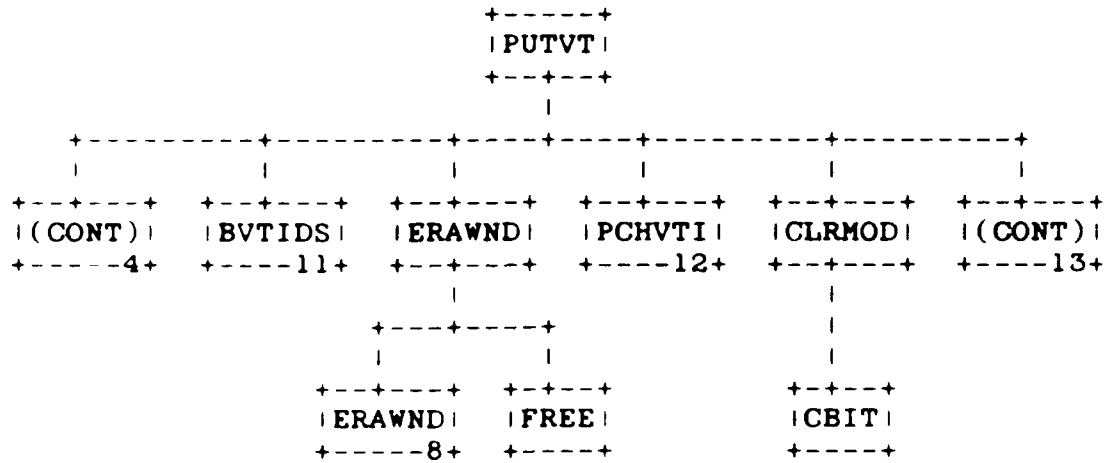 PUTVT
(CONT) BVTIDS ERAWND PCHVTI CLRMOD (CONT)
4 11 12 13
ERAWND FREE CBIT
8